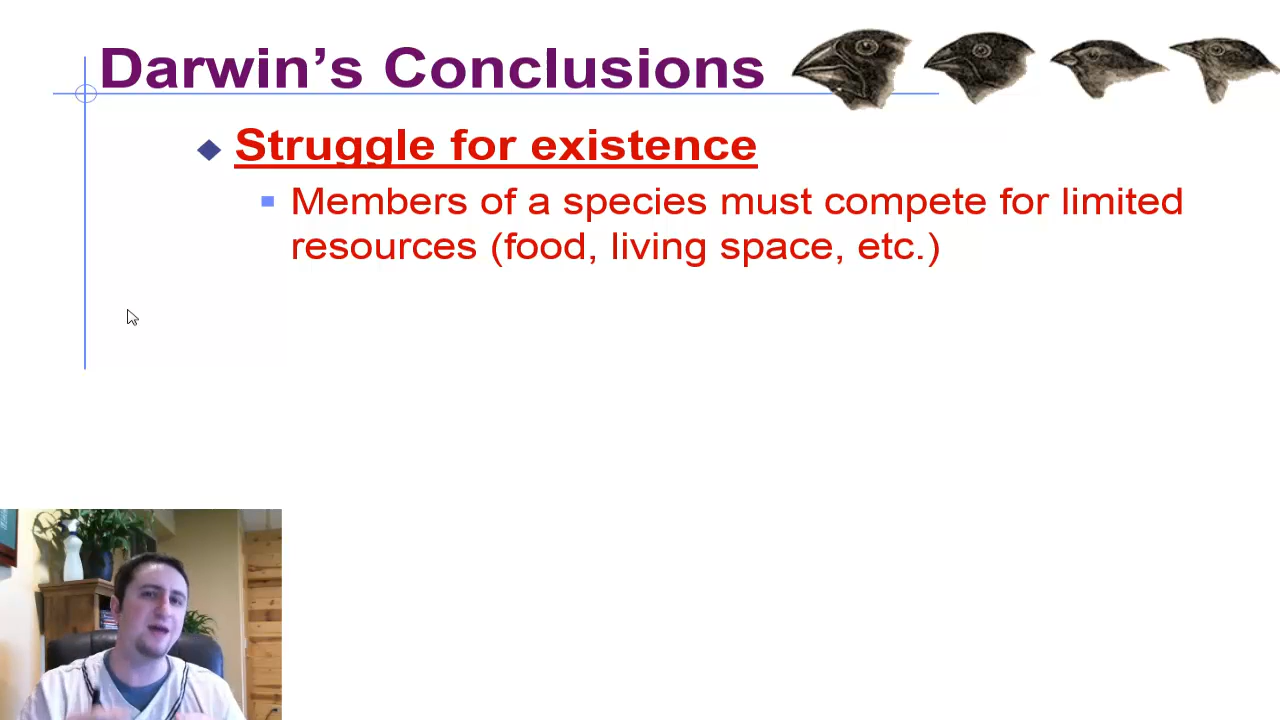 Darwin’s Conclusions
Struggle for existence
Members of a species must compete for limited
resources (food, living space, etc.)